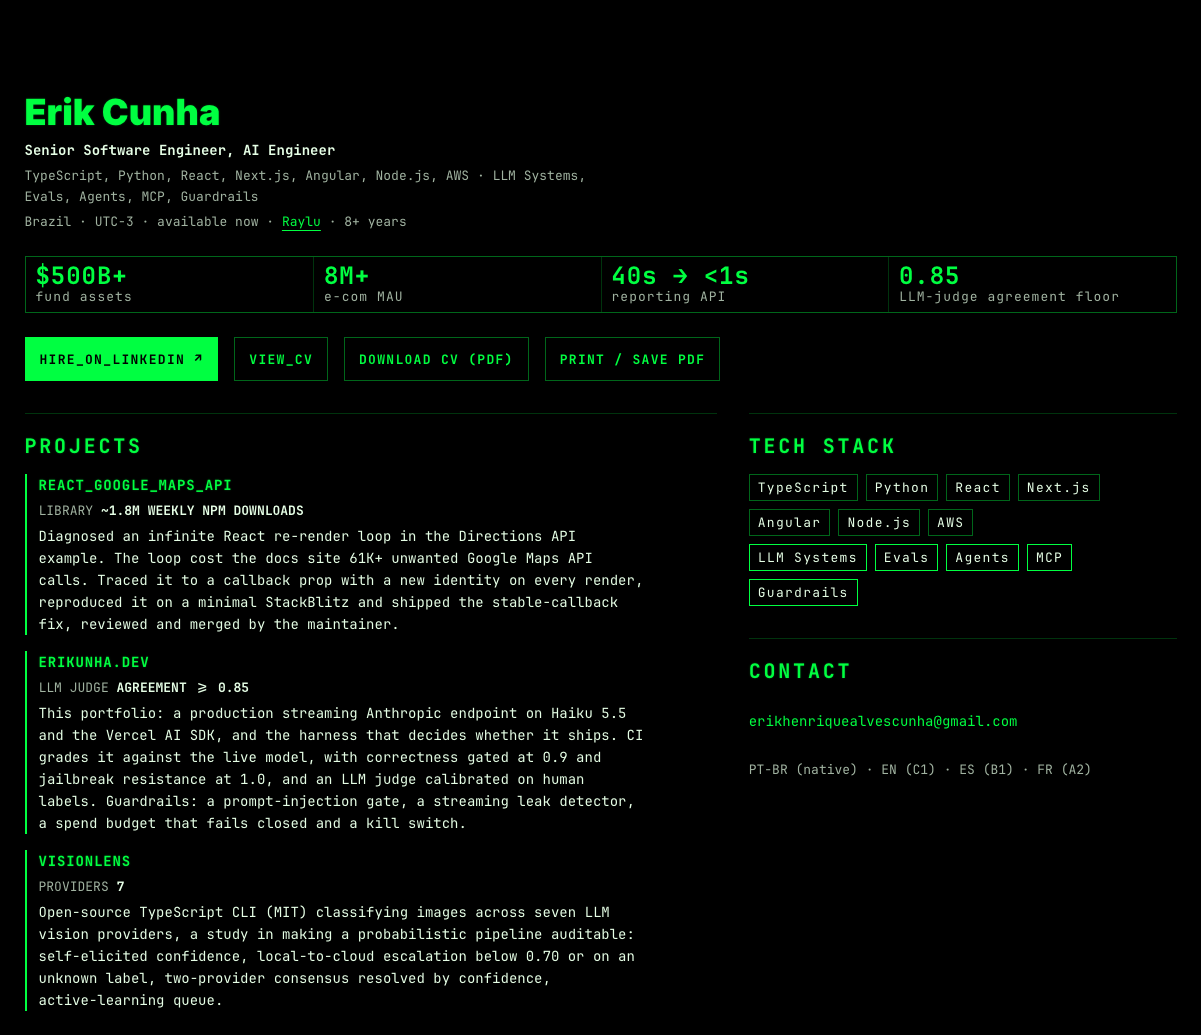 Erik Cunha
Senior Software Engineer, AI Engineer
TypeScript, Python, React, Next.js, Angular, Node.js, AWS · LLM Systems,
Evals, Agents, MCP, Guardrails
Brazil · UTC-3 · available now · Raylu · 8+ years
$500B+
fund assets
8M+
e-com MAU
40s → <1s
reporting API
0.85
LLM-judge agreement floor
HIRE_ON_LINKEDIN ↗
VIEW_CV
DOWNLOAD CV (PDF)
PRINT / SAVE PDF
PROJECTS
REACT_GOOGLE_MAPS_API
LIBRARY ~1.8M WEEKLY NPM DOWNLOADS
Diagnosed an infinite React re-render loop in the Directions API
example. The loop cost the docs site 61K+ unwanted Google Maps API
calls. Traced it to a callback prop with a new identity on every render,
reproduced it on a minimal StackBlitz and shipped the stable-callback
fix, reviewed and merged by the maintainer.
ERIKUNHA.DEV
LLM JUDGE AGREEMENT ⩾ 0.85
This portfolio: a production streaming Anthropic endpoint on Haiku 5.5
and the Vercel AI SDK, and the harness that decides whether it ships. CI
grades it against the live model, with correctness gated at 0.9 and
jailbreak resistance at 1.0, and an LLM judge calibrated on human
labels. Guardrails: a prompt-injection gate, a streaming leak detector,
a spend budget that fails closed and a kill switch.
VISIONLENS
PROVIDERS 7
Open-source TypeScript CLI (MIT) classifying images across seven LLM
vision providers, a study in making a probabilistic pipeline auditable:
self-elicited confidence, local-to-cloud escalation below 0.70 or on an
unknown label, two-provider consensus resolved by confidence,
active-learning queue.
TECH STACK
TypeScript Python React Next.js
Angular Node.js AWS
LLM Systems Evals Agents MCP
Guardrails
CONTACT
erikhenriquealvescunha@gmail.com
PT-BR (native) · EN (C1) · ES (B1) · FR (A2)